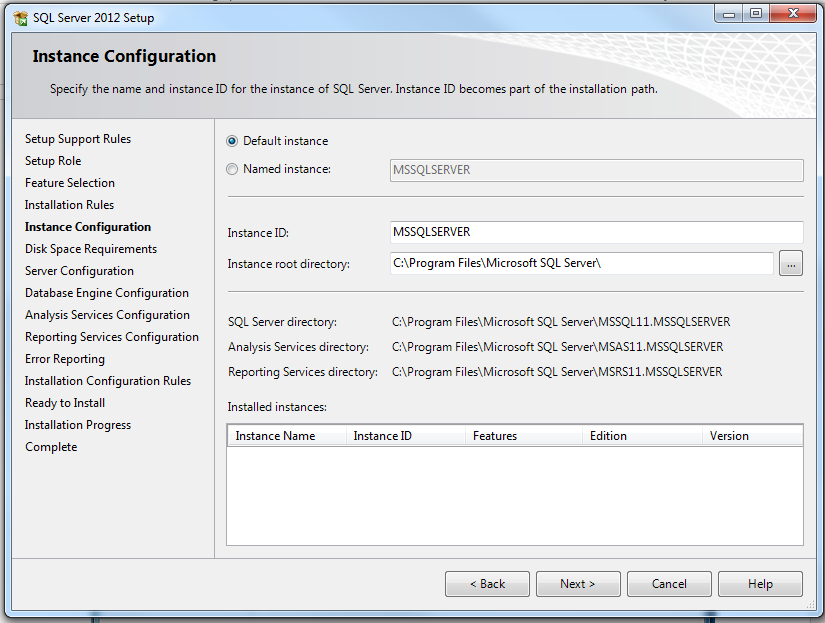 SQL Server 2012 Setup
Instance Configuration
Specify the name and instance ID for the instance of SQL Server. Instance ID becomes part of the installation path.
Setup Support Rules
Setup Role
Feature Selection
Installation Rules
Instance Configuration
Disk Space Requirements
Server Configuration
Database Engine Configuration
Analysis Services Configuration
Reporting Services Configuration
Error Reporting
Installation Configuration Rules
Ready to Install
Installation Progress
Complete
Default instance
Named instance: MSSQLSERVER
Instance ID: MSSQLSERVER
Instance root directory: C:\Program Files\Microsoft SQL Server\ ...
SQL Server directory: C:\Program Files\Microsoft SQL Server\MSSQL11.MSSQLSERVER
Analysis Services directory: C:\Program Files\Microsoft SQL Server\MSAS11.MSSQLSERVER
Reporting Services directory: C:\Program Files\Microsoft SQL Server\MSRS11.MSSQLSERVER
Installed instances:
Instance Name Instance ID Features Edition Version
< Back Next > Cancel Help